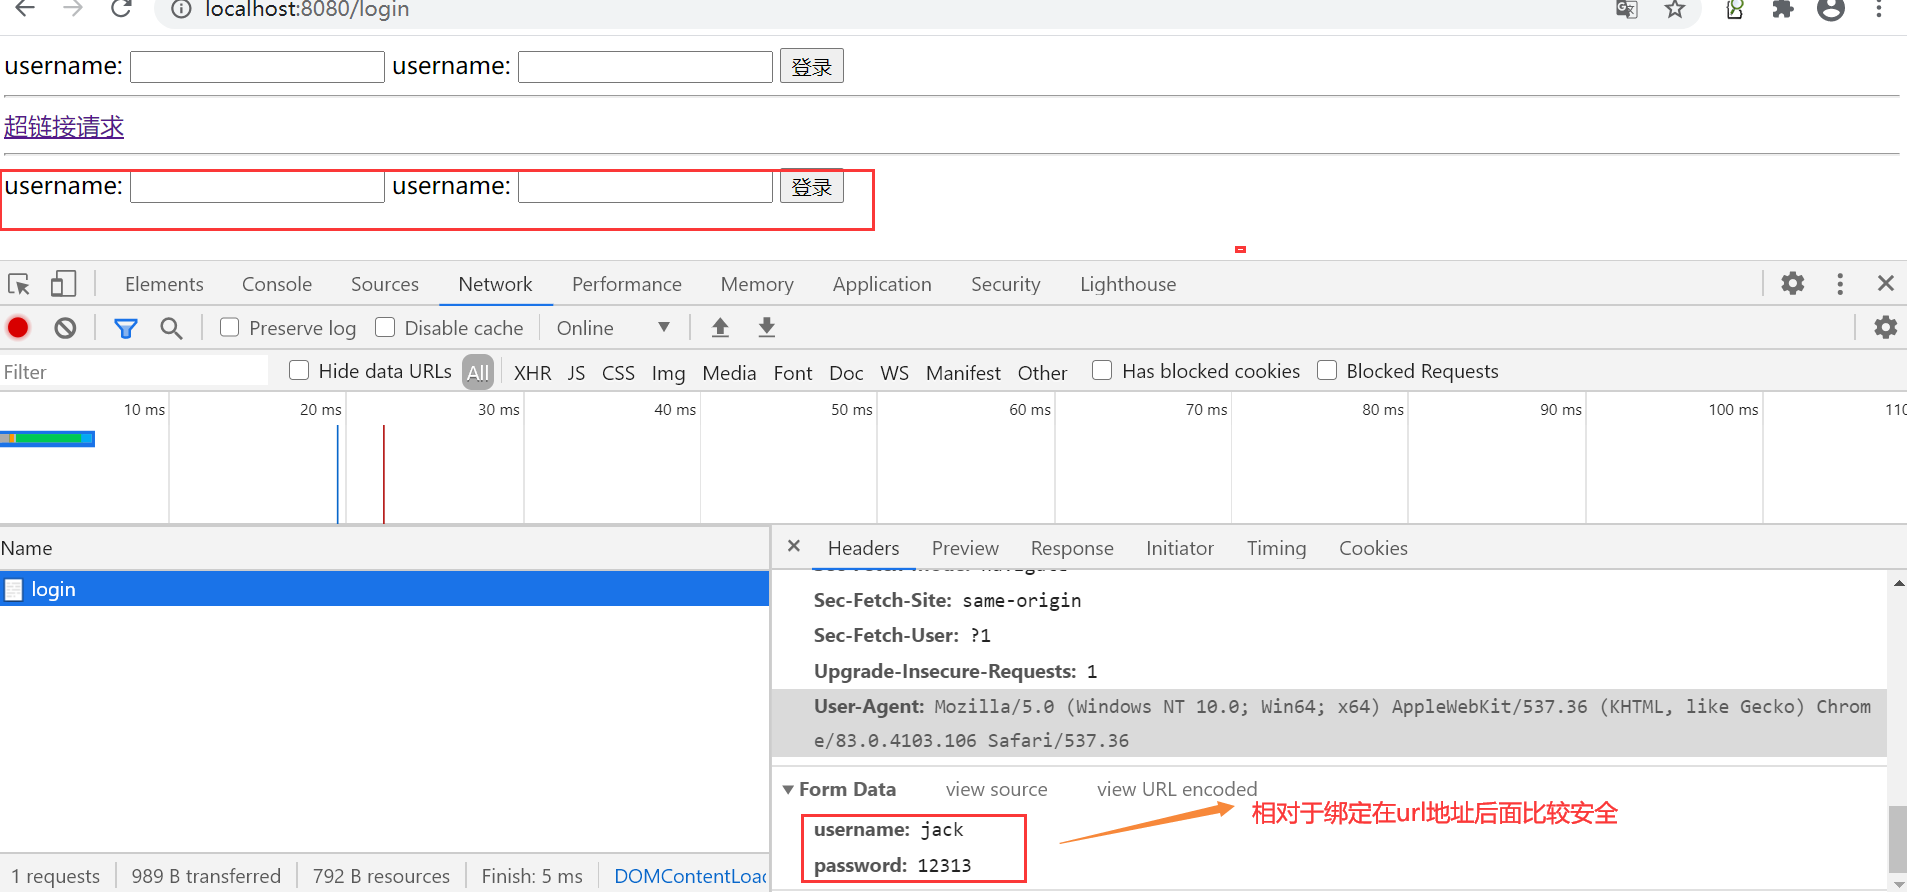 localhost:8080/login
username: username: 登录
超链接请求
username: username: 登录
Elements Console Sources Network Performance Memory Application Security Lighthouse
Preserve log Disable cache Online
Filter Hide data URLs All XHR JS CSS Img Media Font Doc WS Manifest Other Has blocked cookies Blocked Requests
10 ms 20 ms 30 ms 40 ms 50 ms 60 ms 70 ms 80 ms 90 ms 100 ms 110
Name
Headers Preview Response Initiator Timing Cookies
login
Sec-Fetch-Site: same-origin
Sec-Fetch-User: ?1
Upgrade-Insecure-Requests: 1
User-Agent: Mozilla/5.0 (Windows NT 10.0; Win64; x64) AppleWebKit/537.36 (KHTML, like Gecko) Chrom
e/83.0.4103.106 Safari/537.36
Form Data view source view URL encoded
相对于绑定在url地址后面比较安全
username: jack
password: 12313
1 requests 989 B transferred 792 B resources Finish: 5 ms DOMContentLoad